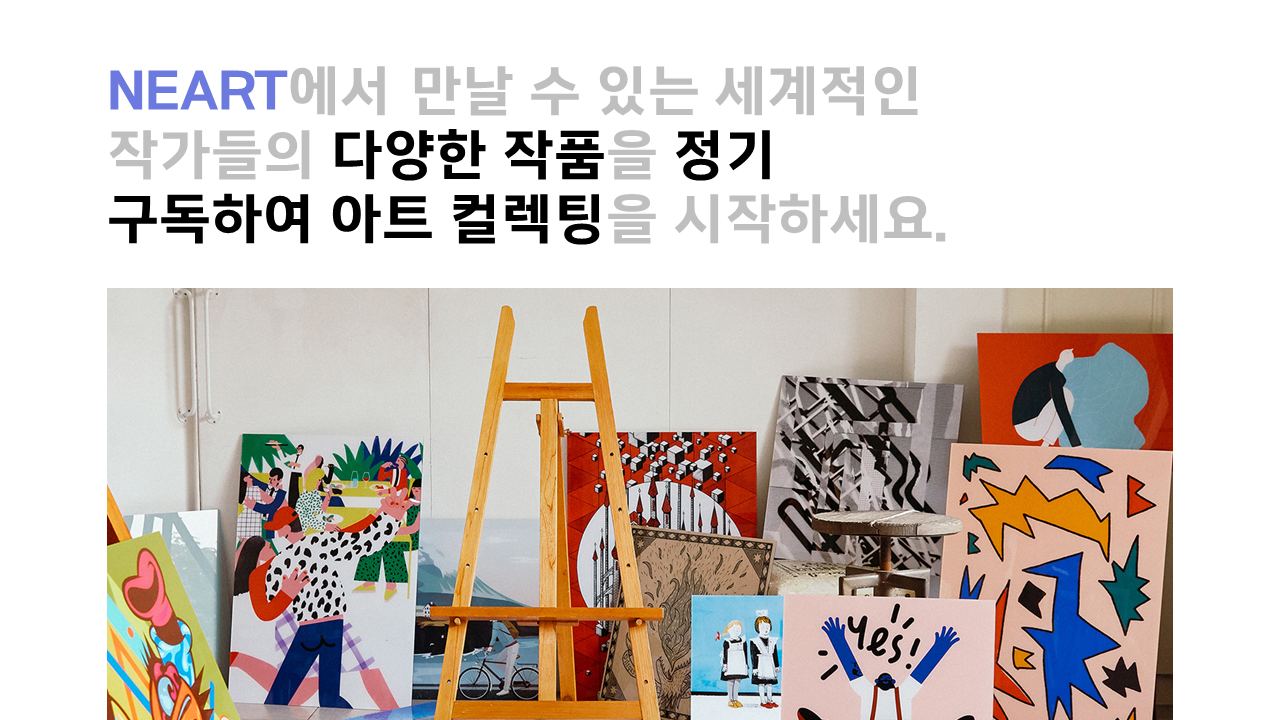 NEART에서 만날 수 있는 세계적인
작가들의 다양한 작품을 정기
구독하여 아트 컬렉팅을 시작하세요.
yes!